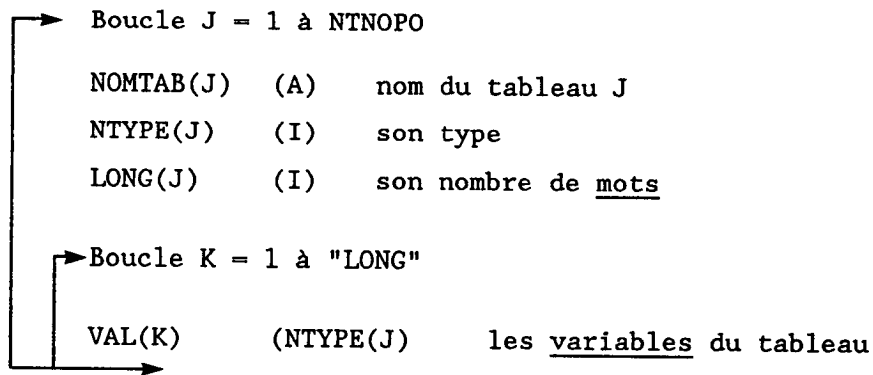 Boucle J = 1 à NTNOPO
NOMTAB(J) (A) nom du tableau J
NTYPE(J) (I) son type
LONG(J) (I) son nombre de mots
Boucle K = 1 à "LONG"
VAL(K) (NTYPE(J) les variables du tableau